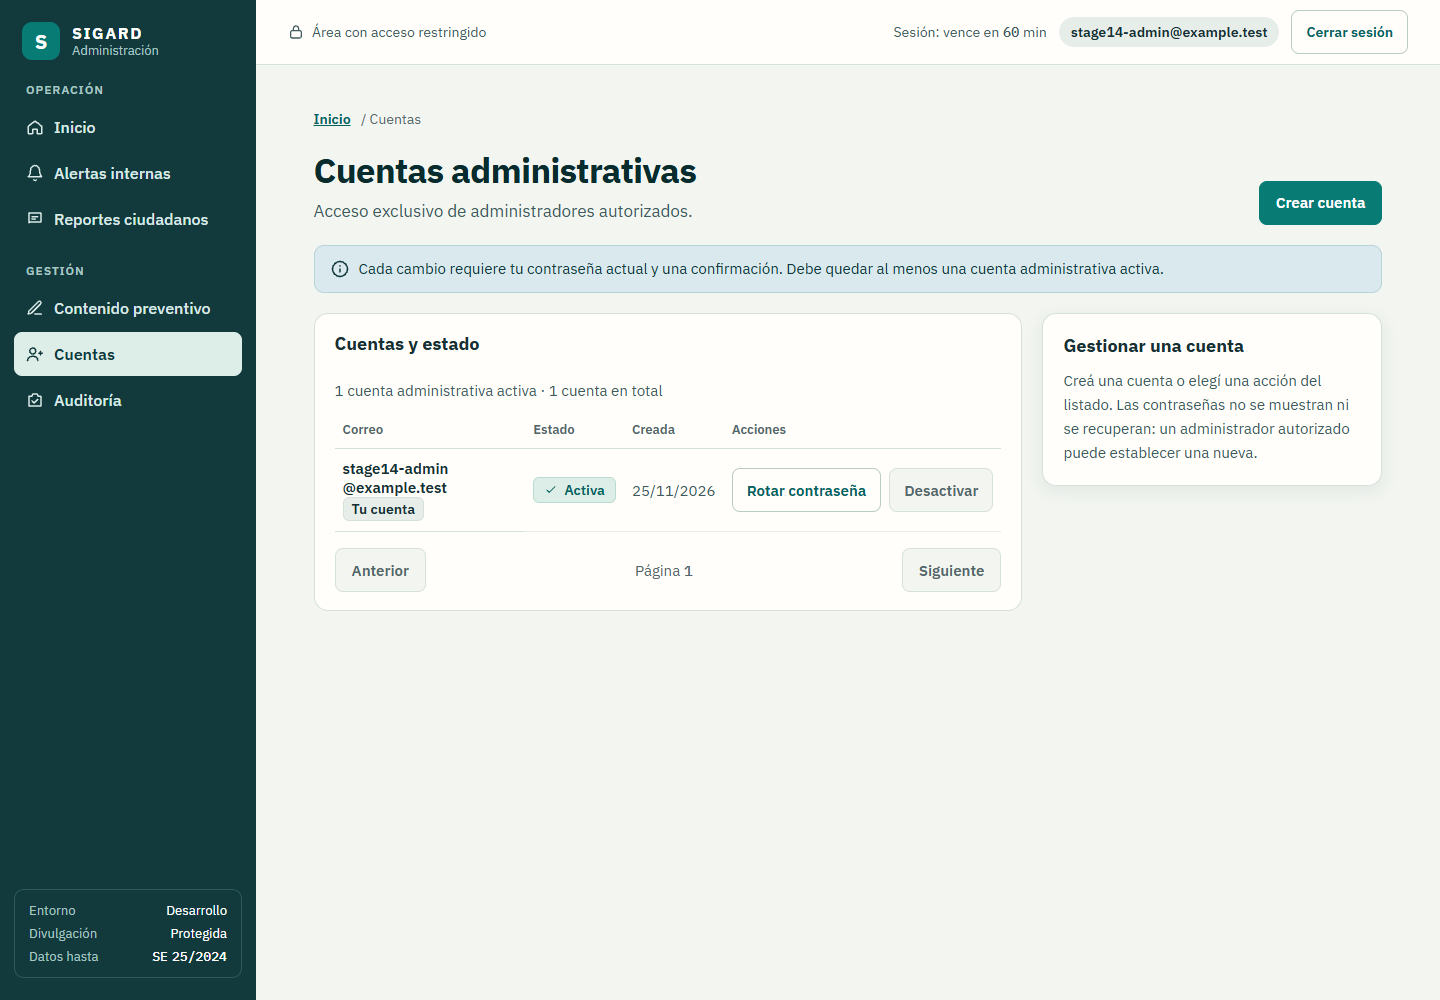 S
SIGARD
Administración
OPERACIÓN
Inicio
Alertas internas
Reportes ciudadanos
GESTIÓN
Contenido preventivo
Cuentas
Auditoría
Entorno Desarrollo
Divulgación Protegida
Datos hasta SE 25/2024
Área con acceso restringido
Sesión: vence en 60 min
stage14-admin@example.test
Cerrar sesión
Inicio / Cuentas
Cuentas administrativas
Acceso exclusivo de administradores autorizados.
Crear cuenta
Cada cambio requiere tu contraseña actual y una confirmación. Debe quedar al menos una cuenta administrativa activa.
Cuentas y estado
1 cuenta administrativa activa · 1 cuenta en total
Correo Estado Creada Acciones
stage14-admin
@example.test
Tu cuenta
Activa
25/11/2026
Rotar contraseña
Desactivar
Anterior
Página 1
Siguiente
Gestionar una cuenta
Creá una cuenta o elegí una acción del
listado. Las contraseñas no se muestran ni
se recuperan: un administrador autorizado
puede establecer una nueva.